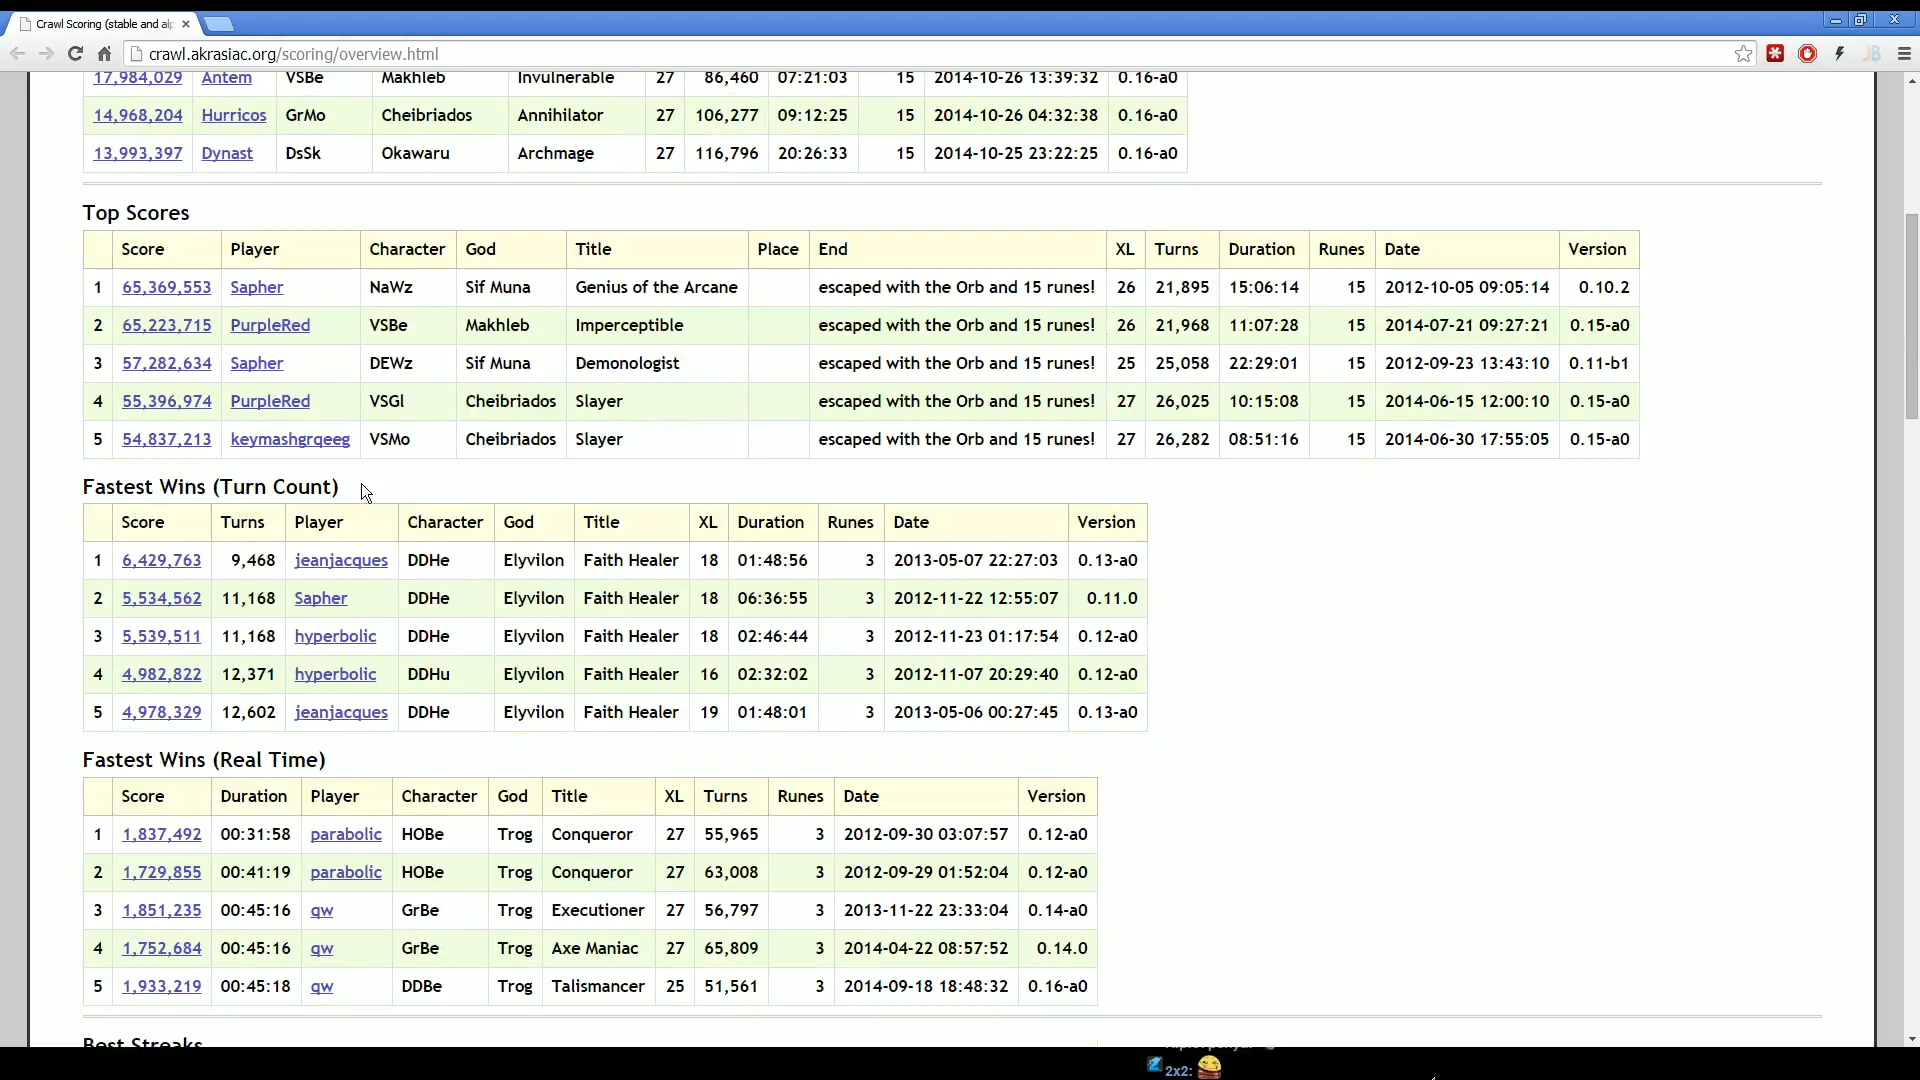 Crawl Scoring (stable and al
crawl.akrasiac.org/scoring/overview.html
17,984,029 Antem VSBe Makhleb Invulnerable 27 86,460 07:21:03 15 2014-10-26 13:39:32 0.16-a0
14,968,204 Hurricos GrMo Cheibriados Annihilator 27 106,277 09:12:25 15 2014-10-26 04:32:38 0.16-a0
13,993,397 Dynast DsSk Okawaru Archmage 27 116,796 20:26:33 15 2014-10-25 23:22:25 0.16-a0
Top Scores
Score Player Character God Title Place End XL Turns Duration Runes Date Version
1 65,369,553 Sapher NaWz Sif Muna Genius of the Arcane escaped with the Orb and 15 runes! 26 21,895 15:06:14 15 2012-10-05 09:05:14 0.10.2
2 65,223,715 PurpleRed VSBe Makhleb Imperceptible escaped with the Orb and 15 runes! 26 21,968 11:07:28 15 2014-07-21 09:27:21 0.15-a0
3 57,282,634 Sapher DEWz Sif Muna Demonologist escaped with the Orb and 15 runes! 25 25,058 22:29:01 15 2012-09-23 13:43:10 0.11-b1
4 55,396,974 PurpleRed VSGl Cheibriados Slayer escaped with the Orb and 15 runes! 27 26,025 10:15:08 15 2014-06-15 12:00:10 0.15-a0
5 54,837,213 keymashgrqeeg VSMo Cheibriados Slayer escaped with the Orb and 15 runes! 27 26,282 08:51:16 15 2014-06-30 17:55:05 0.15-a0
Fastest Wins (Turn Count)
Score Turns Player Character God Title XL Duration Runes Date Version
1 6,429,763 9,468 jeanjacques DDHe Elyvilon Faith Healer 18 01:48:56 3 2013-05-07 22:27:03 0.13-a0
2 5,534,562 11,168 Sapher DDHe Elyvilon Faith Healer 18 06:36:55 3 2012-11-22 12:55:07 0.11.0
3 5,539,511 11,168 hyperbolic DDHe Elyvilon Faith Healer 18 02:46:44 3 2012-11-23 01:17:54 0.12-a0
4 4,982,822 12,371 hyperbolic DDHu Elyvilon Faith Healer 16 02:32:02 3 2012-11-07 20:29:40 0.12-a0
5 4,978,329 12,602 jeanjacques DDHe Elyvilon Faith Healer 19 01:48:01 3 2013-05-06 00:27:45 0.13-a0
Fastest Wins (Real Time)
Score Duration Player Character God Title XL Turns Runes Date Version
1 1,837,492 00:31:58 parabolic HOBe Trog Conqueror 27 55,965 3 2012-09-30 03:07:57 0.12-a0
2 1,729,855 00:41:19 parabolic HOBe Trog Conqueror 27 63,008 3 2012-09-29 01:52:04 0.12-a0
3 1,851,235 00:45:16 qw GrBe Trog Executioner 27 56,797 3 2013-11-22 23:33:04 0.14-a0
4 1,752,684 00:45:16 qw GrBe Trog Axe Maniac 27 65,809 3 2014-04-22 08:57:52 0.14.0
5 1,933,219 00:45:18 qw DDBe Trog Talismancer 25 51,561 3 2014-09-18 18:48:32 0.16-a0
Best Streaks
2x2: